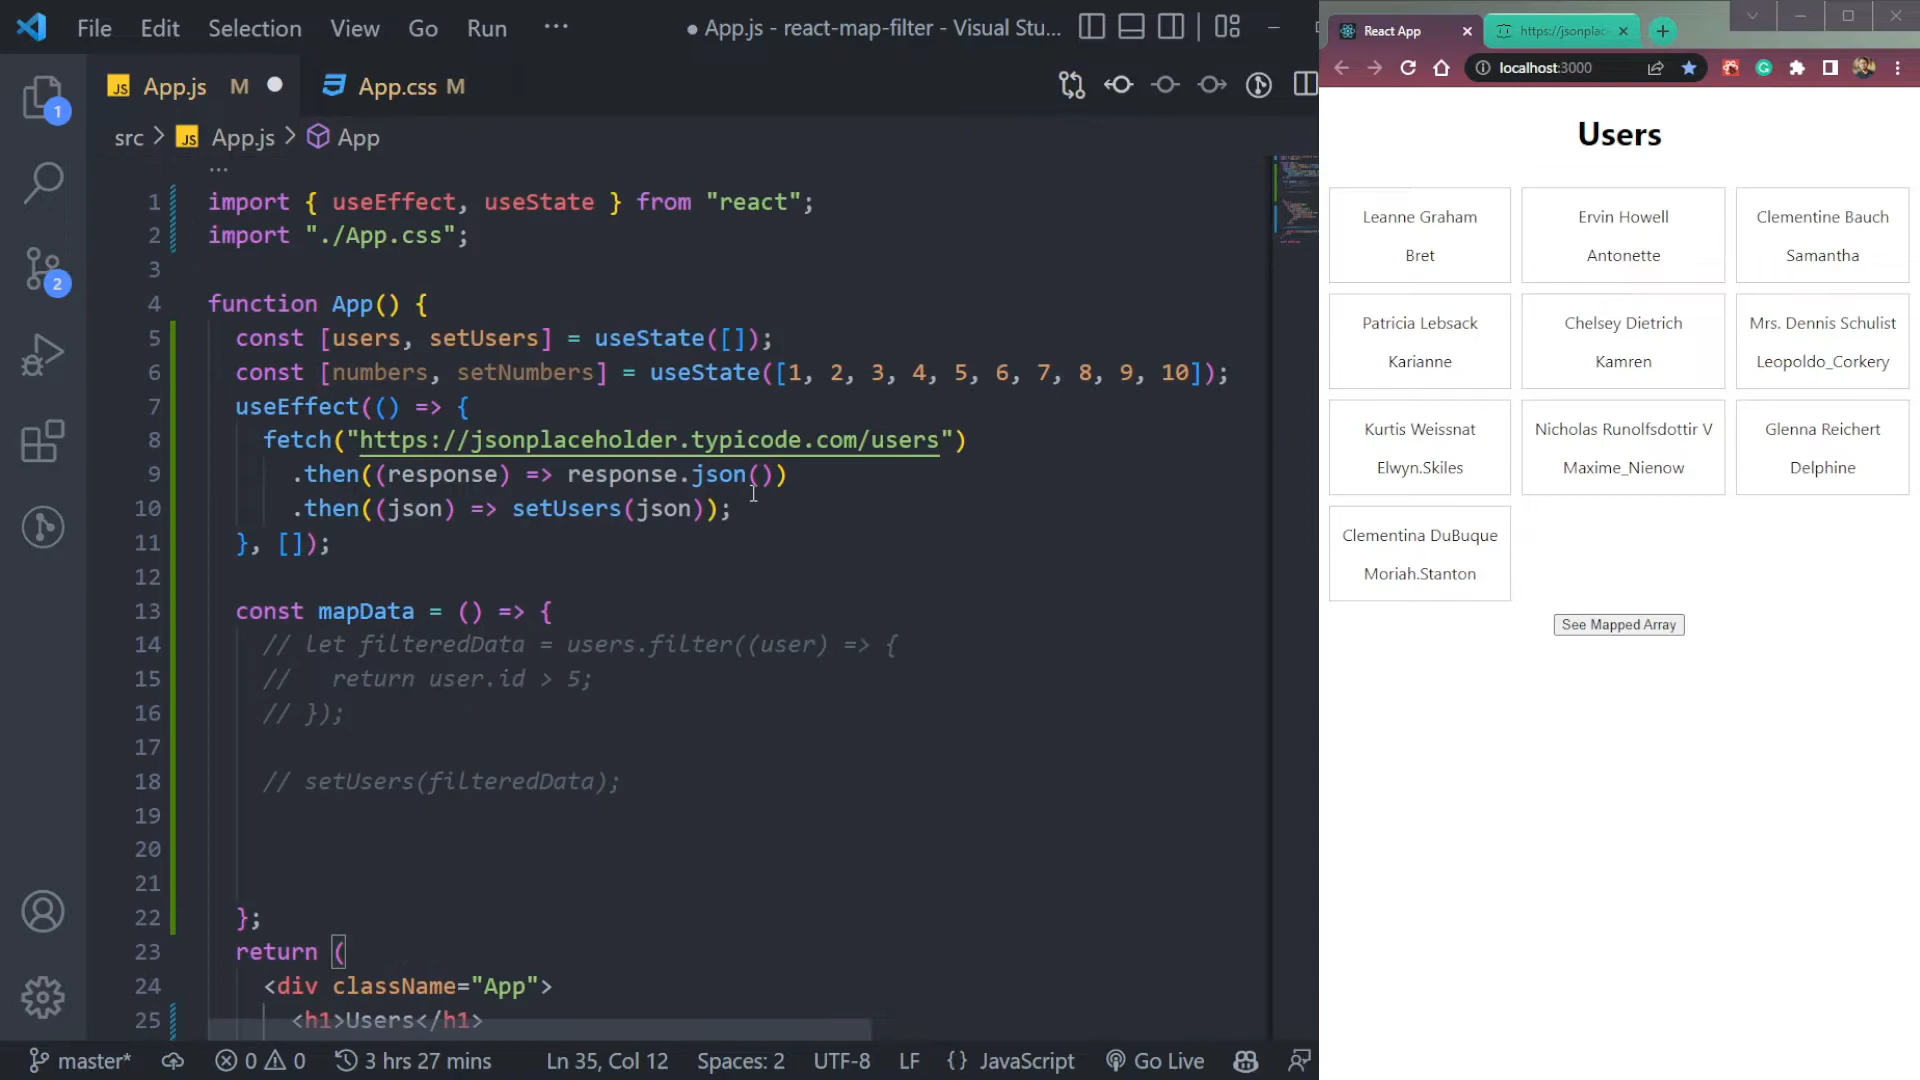 File Edit Selection View Go Run ···
● App.js - react-map-filter - Visual Stu...
JS App.js M ●
App.css M
src > JS App.js > App
...
1 import { useEffect, useState } from "react";
2 import "./App.css";
3
4 function App() {
5 const [users, setUsers] = useState([]);
6 const [numbers, setNumbers] = useState([1, 2, 3, 4, 5, 6, 7, 8, 9, 10]);
7 useEffect(() => {
8 fetch("https://jsonplaceholder.typicode.com/users")
9 .then((response) => response.json())
10 .then((json) => setUsers(json));
11 }, []);
12
13 const mapData = () => {
14 // let filteredData = users.filter((user) => {
15 //   return user.id > 5;
16 // });
17
18 // setUsers(filteredData);
19
20
21
22 };
23 return (
24 <div className="App">
25 <h1>Users</h1>
1
2
master* 0 0 3 hrs 27 mins Ln 35, Col 12 Spaces: 2 UTF-8 LF {} JavaScript Go Live
React App
https://jsonplac
localhost:3000
Users
Leanne Graham
Bret
Ervin Howell
Antonette
Clementine Bauch
Samantha
Patricia Lebsack
Karianne
Chelsey Dietrich
Kamren
Mrs. Dennis Schulist
Leopoldo_Corkery
Kurtis Weissnat
Elwyn.Skiles
Nicholas Runolfsdottir V
Maxime_Nienow
Glenna Reichert
Delphine
Clementina DuBuque
Moriah.Stanton
See Mapped Array